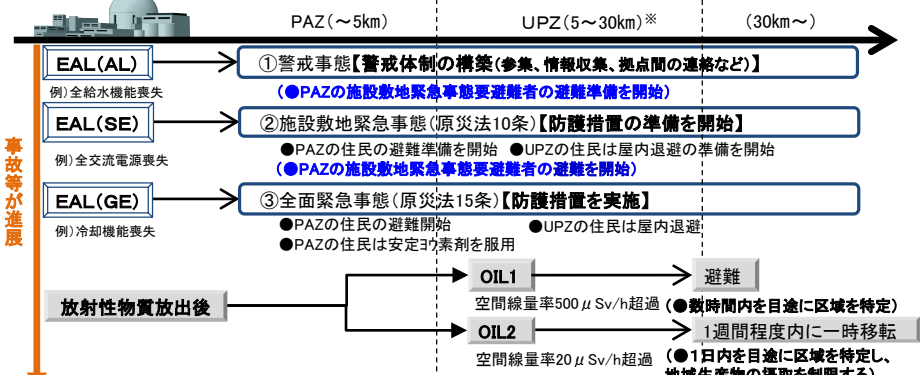 PAZ(～5km)
UPZ(5～30km)※
(30km～)
EAL(AL)
①警戒事態【警戒体制の構築(参集、情報収集、拠点間の連絡など)】
例)全給水機能喪失
(●PAZの施設敷地緊急事態要避難者の避難準備を開始)
EAL(SE)
②施設敷地緊急事態(原災法10条)【防護措置の準備を開始】
例)全交流電源喪失
●PAZの住民の避難準備を開始 ●UPZの住民は屋内退避の準備を開始
(●PAZの施設敷地緊急事態要避難者の避難を開始)
事故等が進展
EAL(GE)
③全面緊急事態(原災法15条)【防護措置を実施】
例)冷却機能喪失
●PAZの住民の避難開始
●UPZの住民は屋内退避
●PAZの住民は安定ヨウ素剤を服用
放射性物質放出後
OIL1
避難
空間線量率500μSv/h超過
(●数時間内を目途に区域を特定)
OIL2
1週間程度内に一時移転
空間線量率20μSv/h超過
(●1日内を目途に区域を特定し、
地域生産物の摂取を制限する)